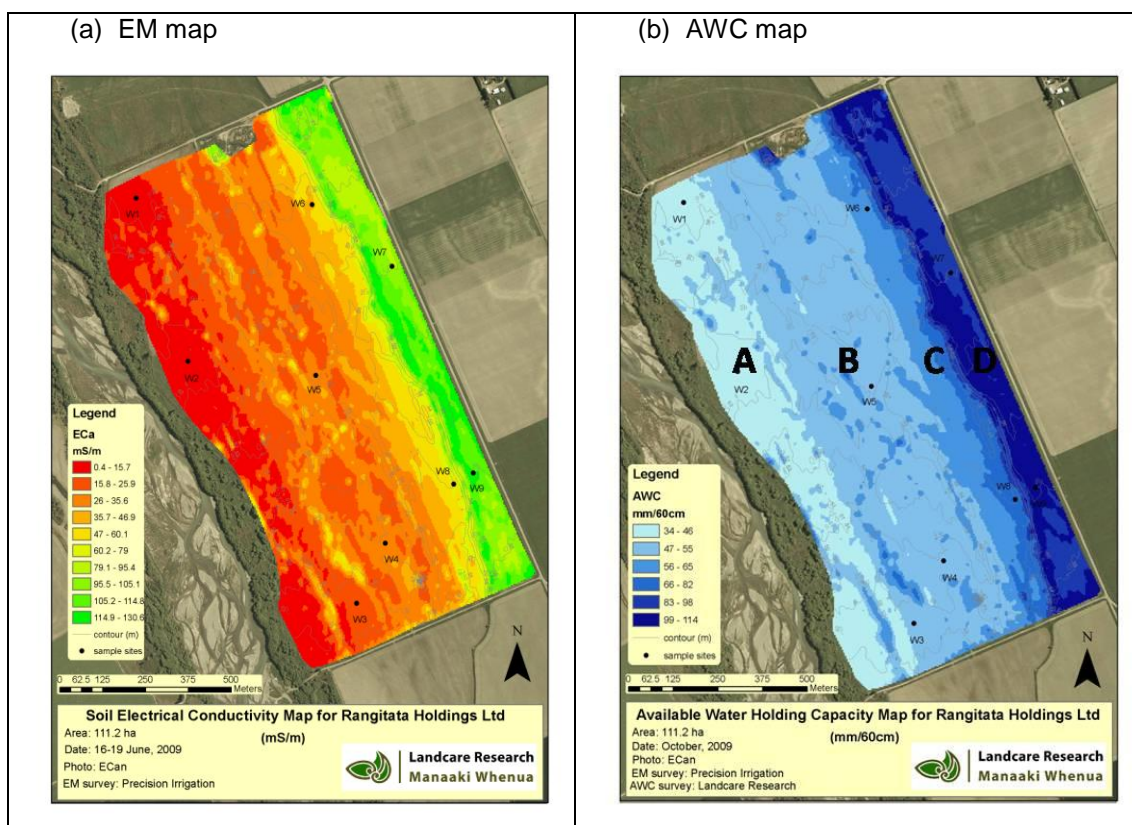 (a) EM map
W1
W6
W7
W2
W5
W8
W9
W4
W3
Legend
ECa
mS/m
0.4 - 15.7
15.8 - 25.9
26 - 35.6
35.7 - 46.9
47 - 60.1
60.2 - 79
79.1 - 95.4
95.5 - 105.1
105.2 - 114.8
114.9 - 130.6
contour (m)
sample sites
N
0 62.5 125 250 375 500
Meters
Soil Electrical Conductivity Map for Rangitata Holdings Ltd
(mS/m)
Area: 111.2 ha
Date: 16-19 June, 2009
Photo: ECan
EM survey: Precision Irrigation
Landcare Research
Manaaki Whenua
(b) AWC map
W1
W6
W7
A B C D
W2
W5
W4
W3
Legend
AWC
mm/60cm
34 - 46
47 - 55
56 - 65
66 - 82
83 - 98
99 - 114
contour (m)
sample sites
N
0 62.5 125 250 375 500
Meters
Available Water Holding Capacity Map for Rangitata Holdings Ltd
(mm/60cm)
Area: 111.2 ha
Date: October, 2009
Photo: ECan
EM survey: Precision Irrigation
AWC survey: Landcare Research
Landcare Research
Manaaki Whenua